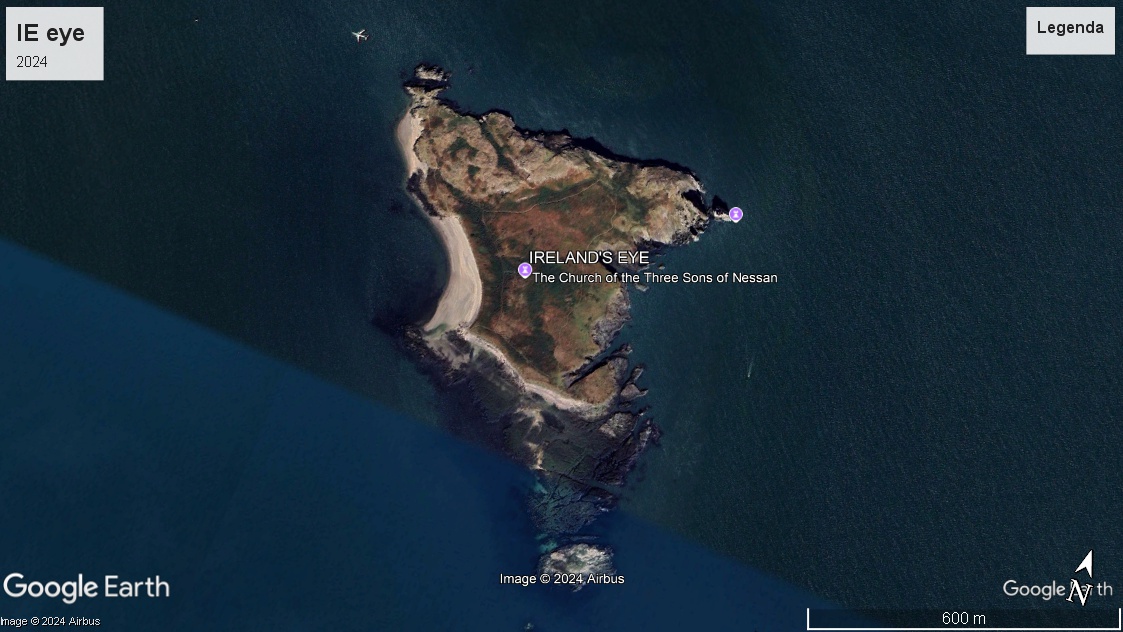 IE eye
2024
Legenda
IRELAND'S EYE
The Church of the Three Sons of Nessan
Image © 2024 Airbus
Google Earth
Google Earth
N
mage © 2024 Airbus
600 m